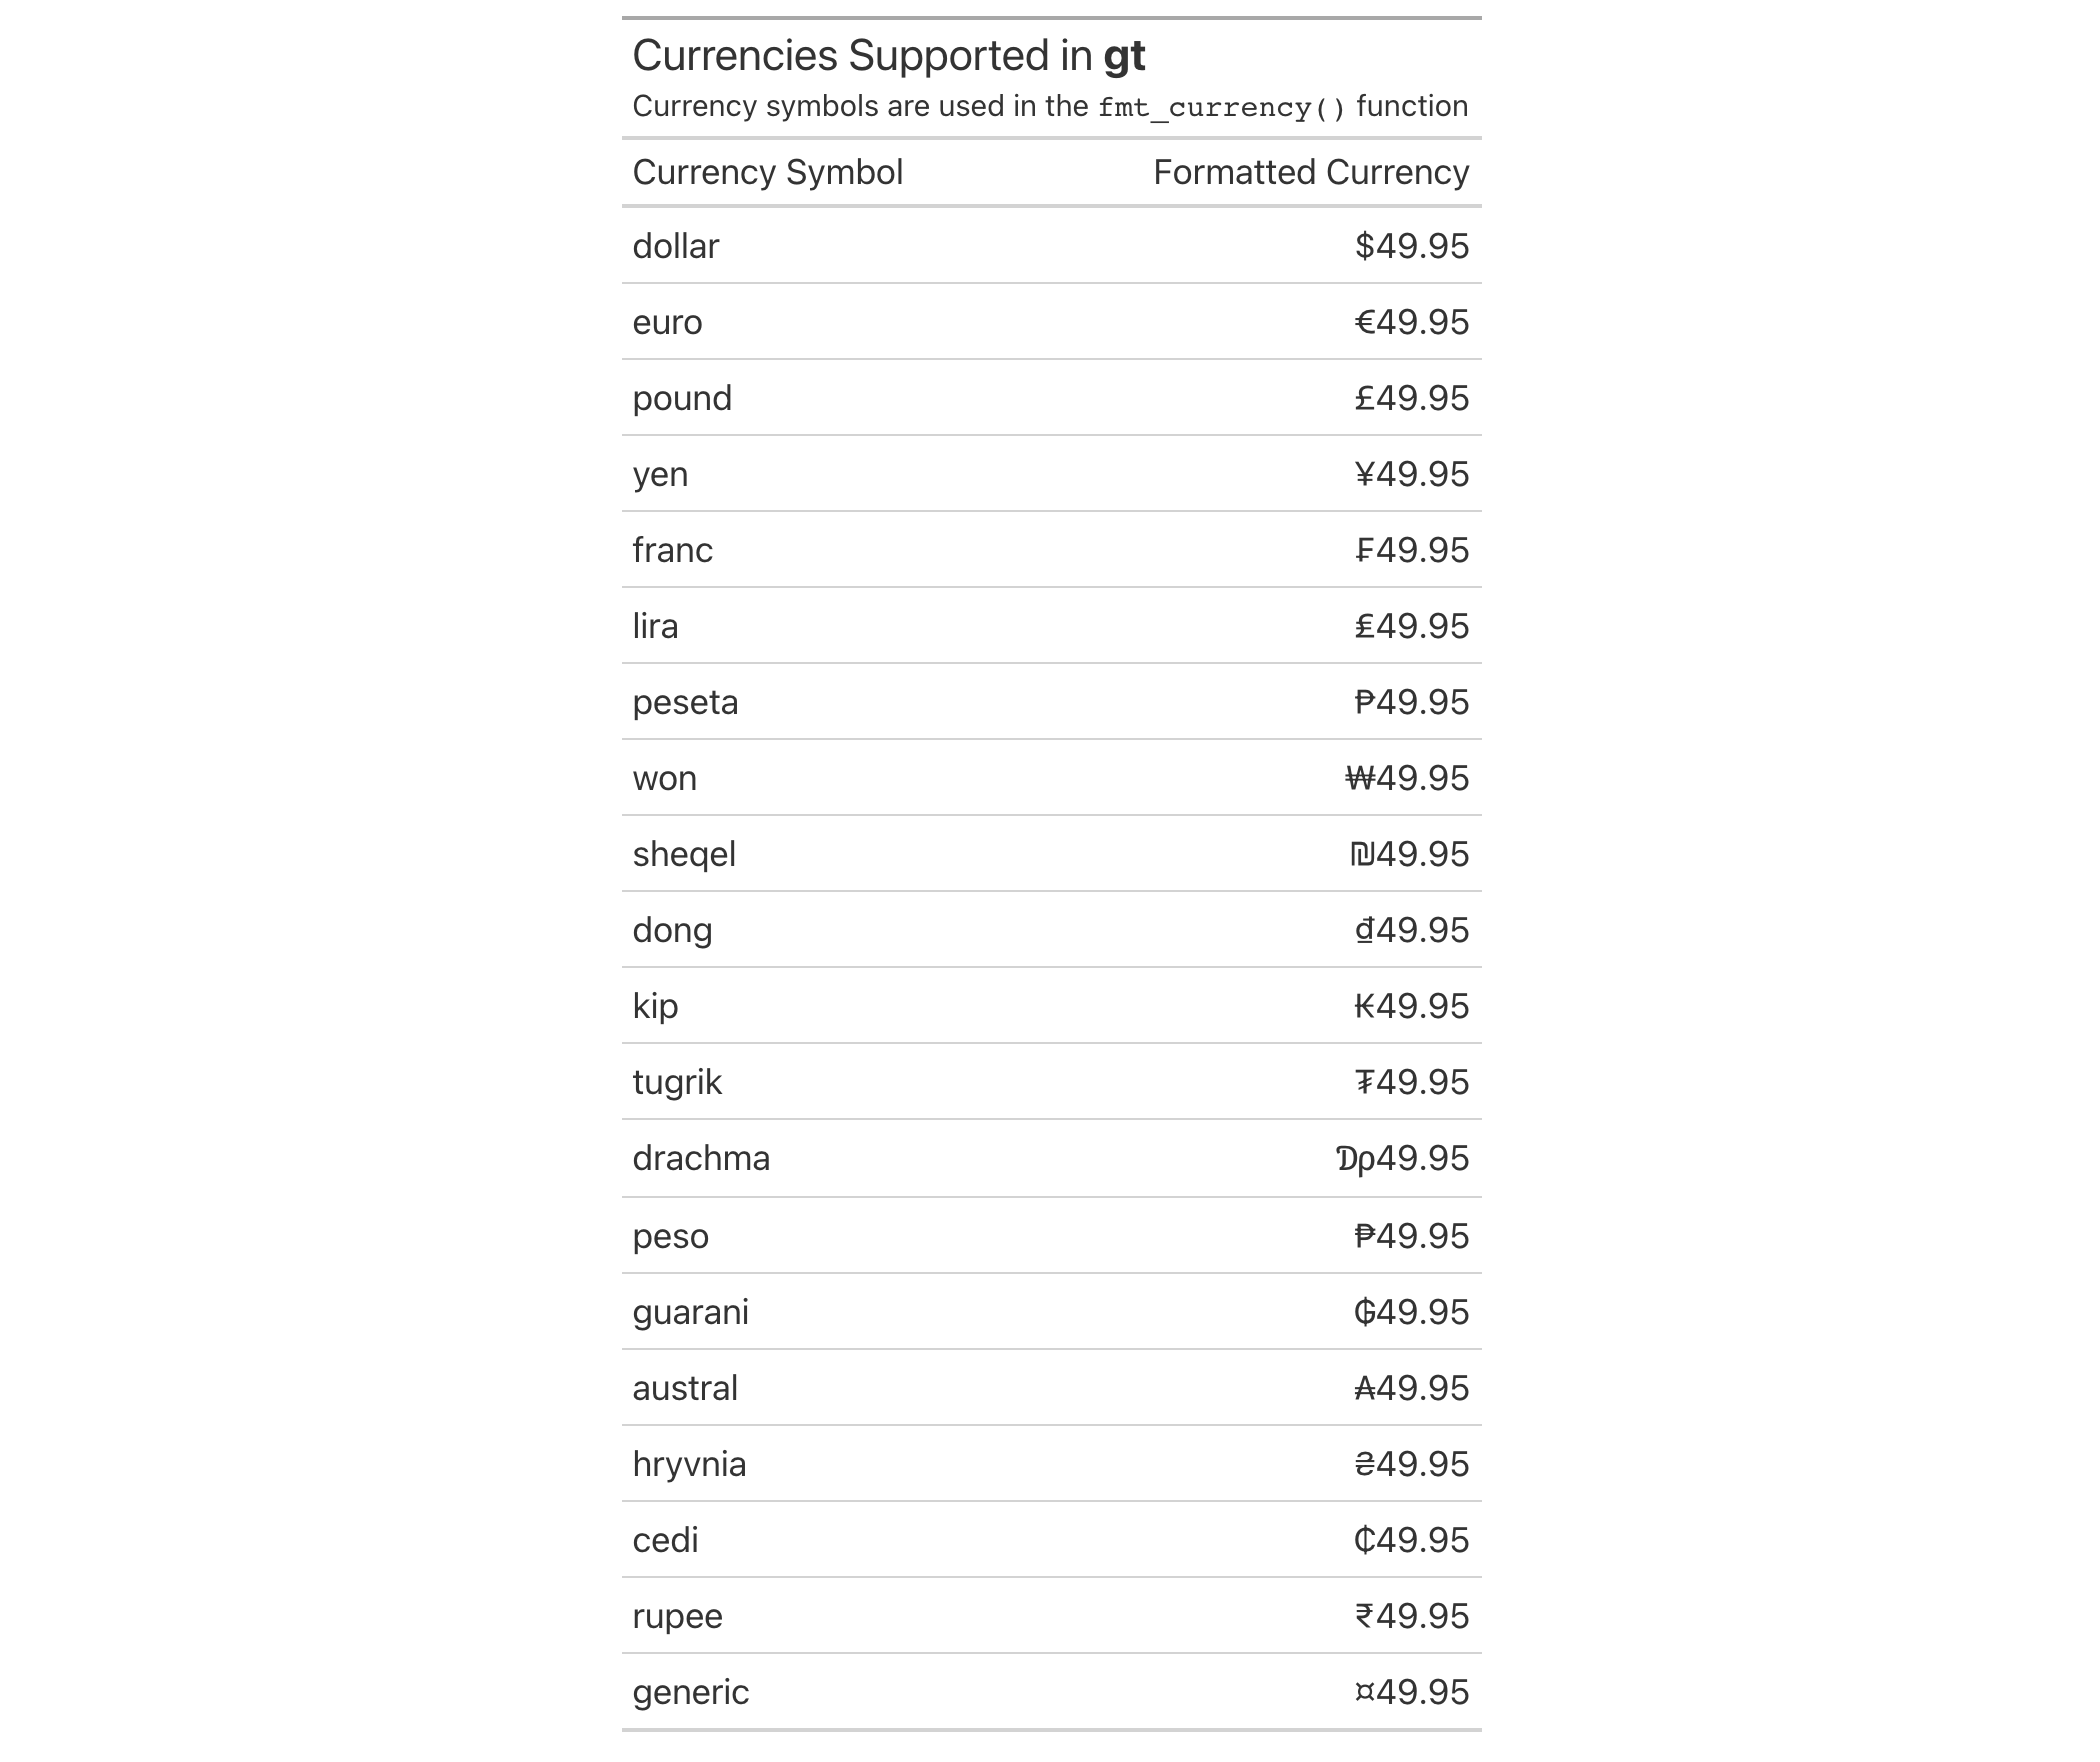 Currencies Supported in gt
Currency symbols are used in the fmt_currency() function
Currency Symbol Formatted Currency
dollar $49.95
euro €49.95
pound £49.95
yen ¥49.95
franc ₣49.95
lira ₤49.95
peseta ₧49.95
won ₩49.95
sheqel ₪49.95
dong ₫49.95
kip ₭49.95
tugrik ₮49.95
drachma ₯49.95
peso ₱49.95
guarani ₲49.95
austral ₳49.95
hryvnia ₴49.95
cedi ₵49.95
rupee ₹49.95
generic ¤49.95